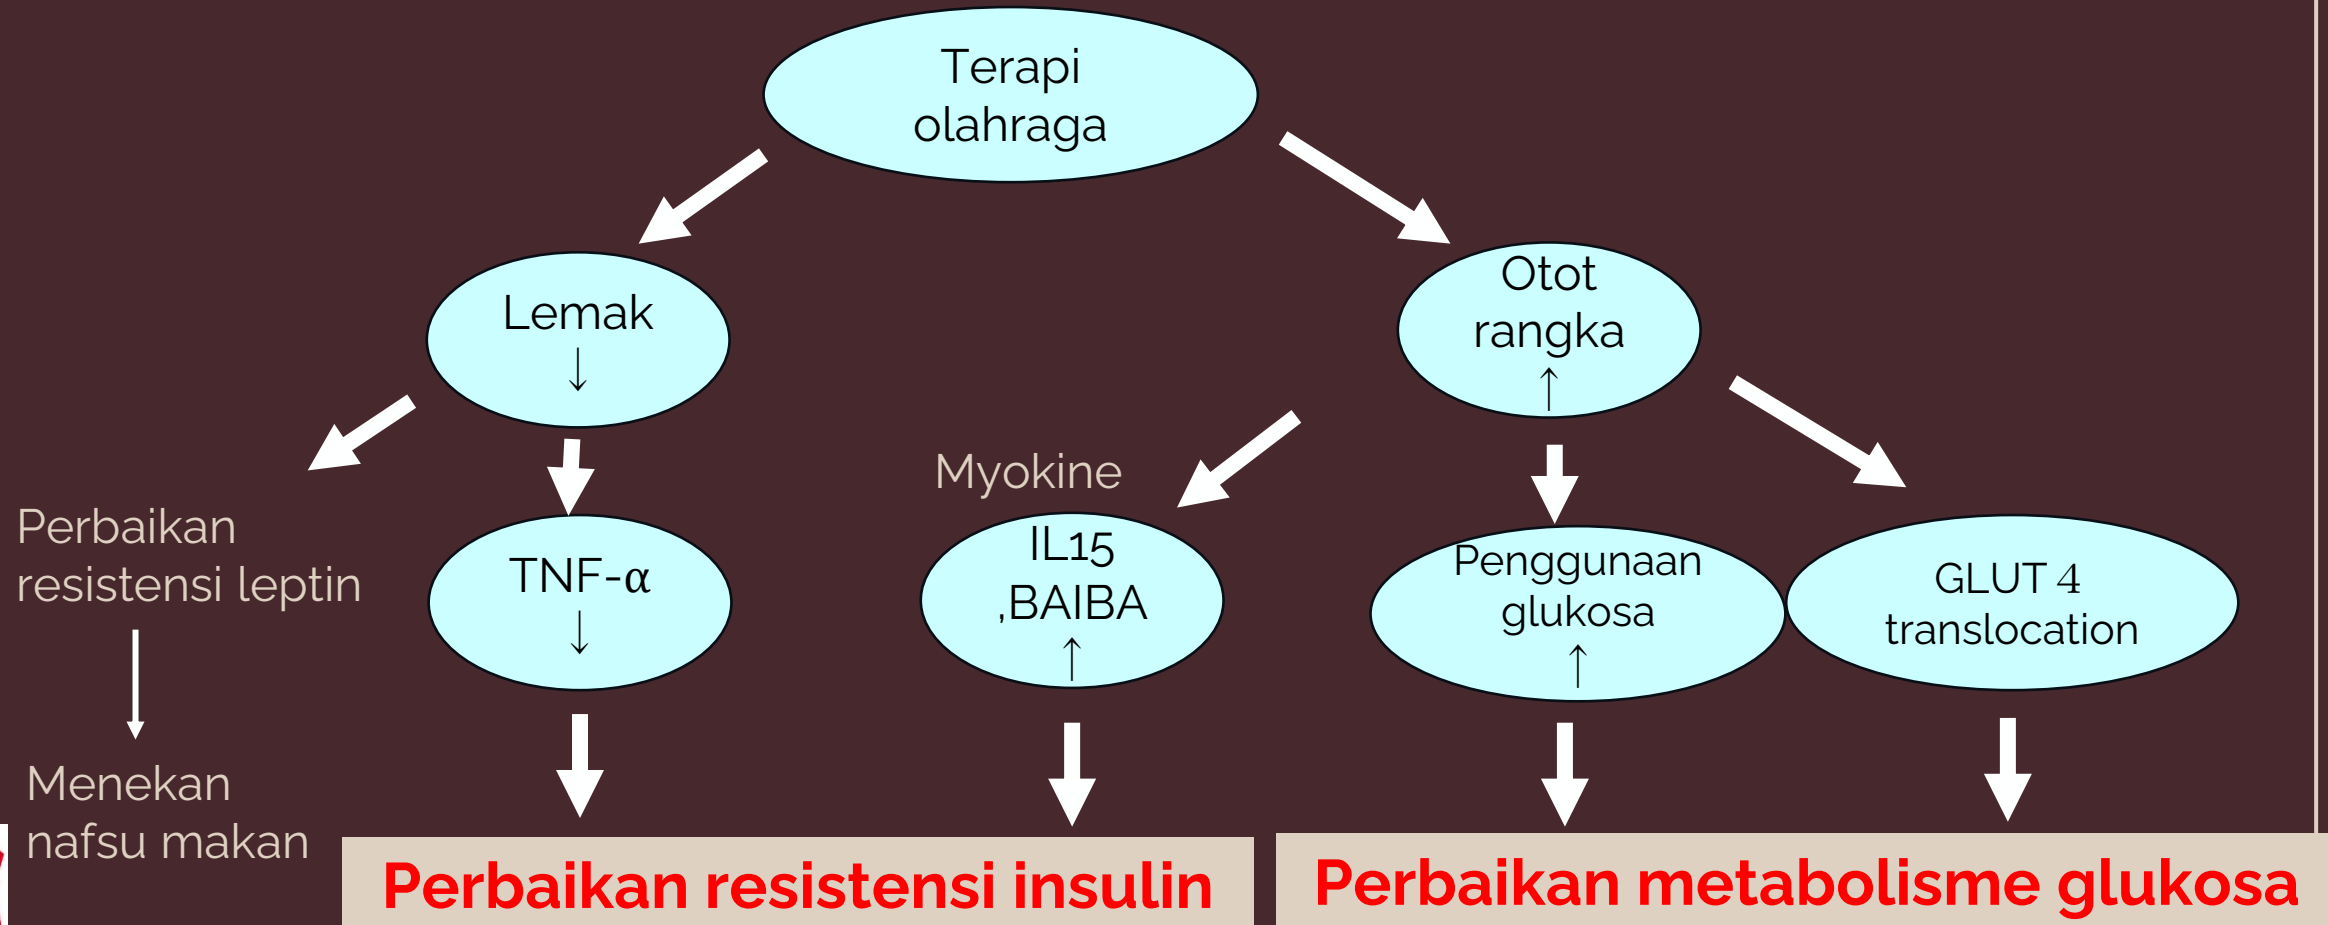 Terapi
olahraga
Lemak
↓
Otot
rangka
↑
Perbaikan
resistensi leptin
Menekan
nafsu makan
TNF-α
↓
Myokine
IL15
,BAIBA
↑
Penggunaan
glukosa
↑
GLUT 4
translocation
Perbaikan resistensi insulin
Perbaikan metabolisme glukosa